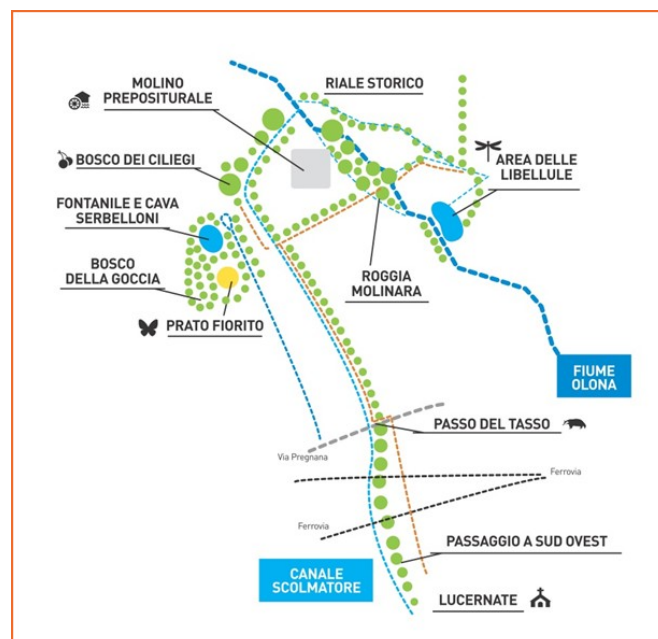 MOLINO
PREPOSITURALE
RIALE STORICO
BOSCO DEI CILIEGI
AREA DELLE
LIBELLULE
FONTANILE E CAVA
SERBELLONI
BOSCO
DELLA GOCCIA
ROGGIA
MOLINARA
PRATO FIORITO
FIUME
OLONA
PASSO DEL TASSO
Via Pregnana
Ferrovia
Ferrovia
PASSAGGIO A SUD OVEST
CANALE
SCOLMATORE
LUCERNATE